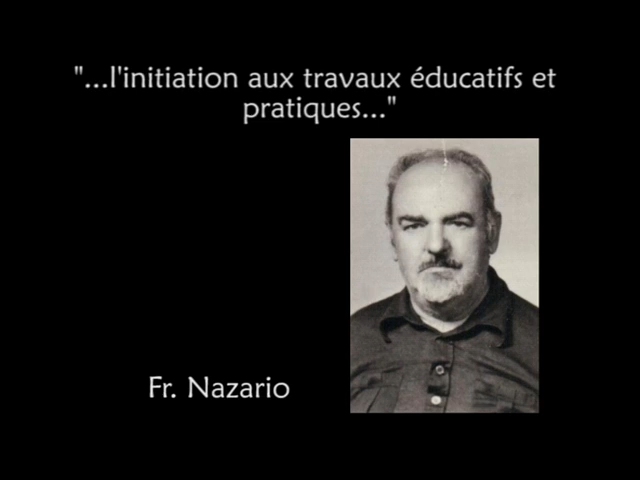 "...l'initiation aux travaux éducatifs et
pratiques..."
Fr. Nazario